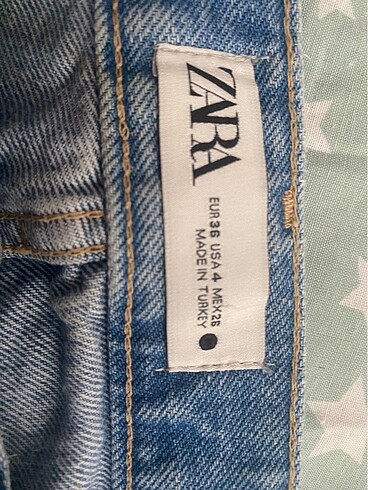 ZARA
EUR 36 USA 4 MEX 26
MADE IN TURKEY